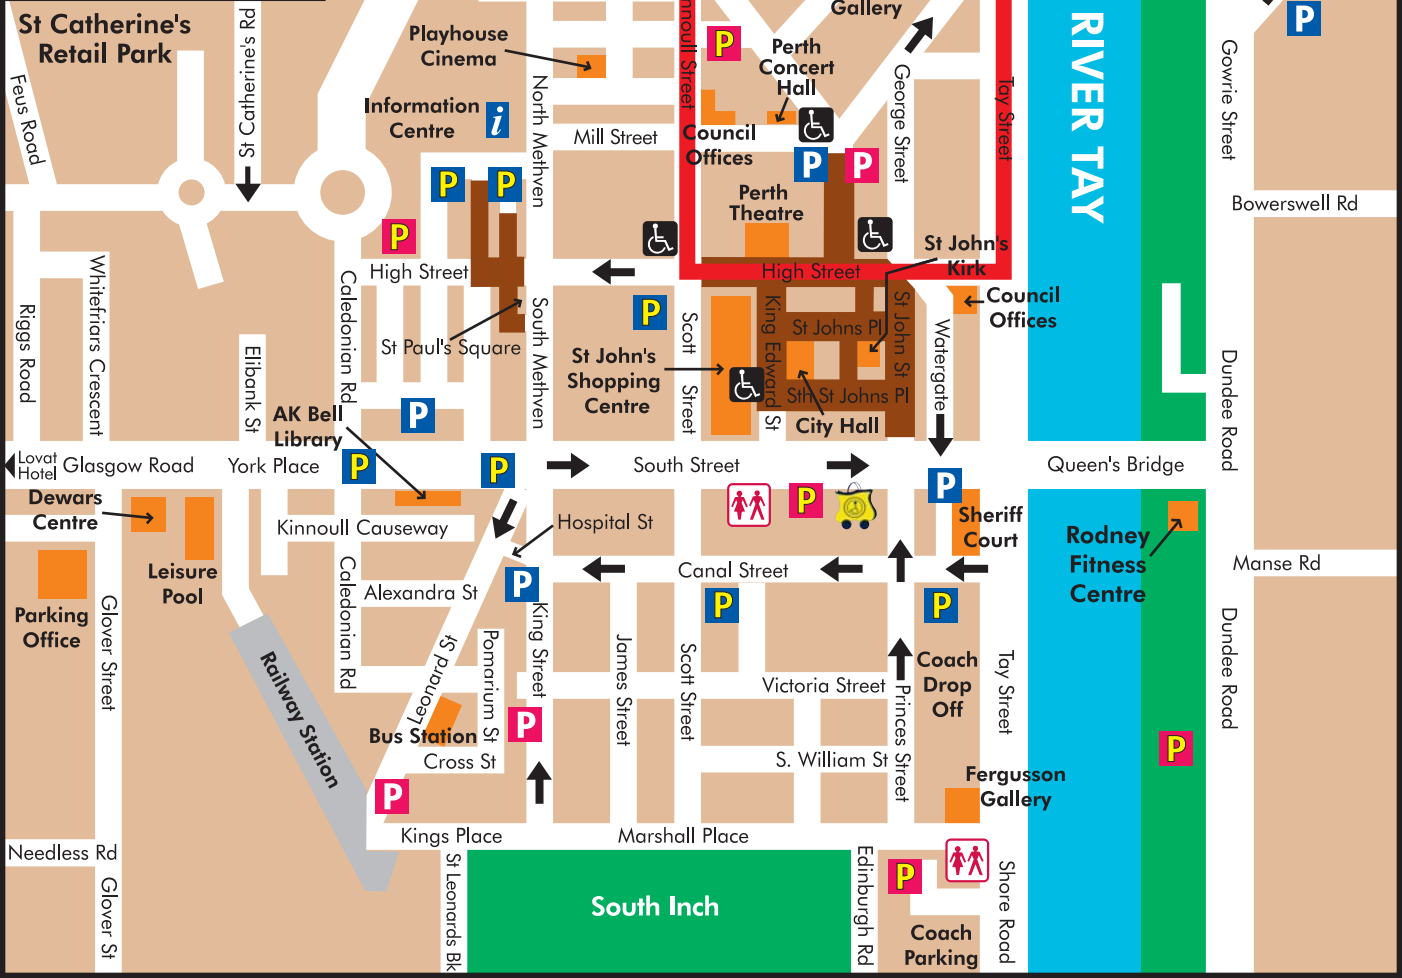 St Catherine's
Retail Park
St Catherine's Rd
Feus Road
Playhouse
Cinema
Information
Centre
i
North Methven
Mill Street
nnoull Street
P
Gallery
Perth
Concert
Hall
Council
Offices
George Street
Tay Street
RIVER TAY
Gowrie Street
P
Bowerswell Rd
P
P
P
P
P
Perth
Theatre
High Street
High Street
St John's
Kirk
Council
Offices
Whitefriars Crescent
Riggs Road
Elibank St
Caledonian Rd
St Paul's Square
South Methven
P
St John's
Shopping
Centre
Scott
Street
King Edward St
St Johns Pl
Sth St Johns Pl
St John St
City Hall
Watergate
Dundee Road
AK Bell
Library
P
Lovat
Hotel
Glasgow Road
York Place
P
P
South Street
Queen's Bridge
P
Dewars
Centre
Kinnoull Causeway
Hospital St
P
Sheriff
Court
Rodney
Fitness
Centre
Leisure
Pool
Parking
Office
Glover Street
Caledonian Rd
Alexandra St
P
Canal Street
P
P
Manse Rd
Dundee Road
Railway Station
Leonard St
Pomarium St
King Street
James Street
Scott Street
Victoria Street
Princes Street
Coach
Drop
Off
Tay Street
Bus Station
P
Cross St
S. William St
P
P
Fergusson
Gallery
Kings Place
Marshall Place
Needless Rd
Glover St
St Leonards Bk
South Inch
Edinburgh Rd
P
Coach
Parking
Shore Road